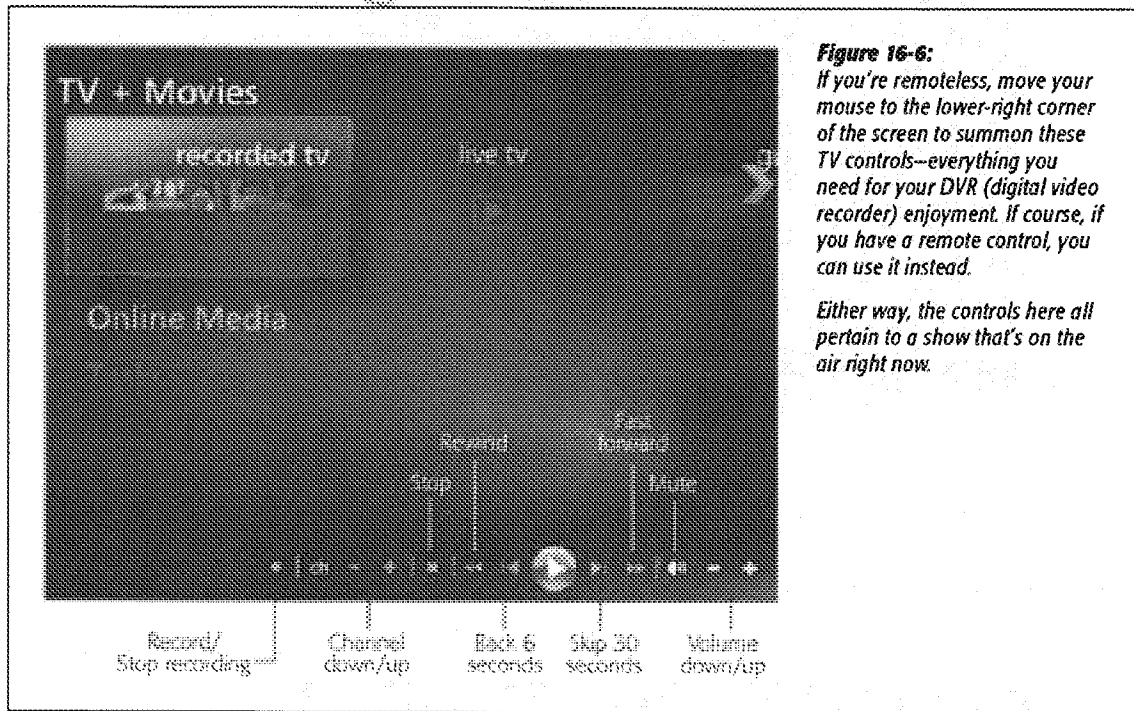 TV + Movies
recorded tv
live tv
Online Media
Fast
forward
Rewind
Stop
Mute
ch
Record/
Stop recording
Channel
down/up
Back 6
seconds
Skip 30
seconds
Volume
down/up
Figure 16-6:
If you're remoteless, move your
mouse to the lower-right corner
of the screen to summon these
TV controls—everything you
need for your DVR (digital video
recorder) enjoyment. If course, if
you have a remote control, you
can use it instead.
Either way, the controls here all
pertain to a show that's on the
air right now.